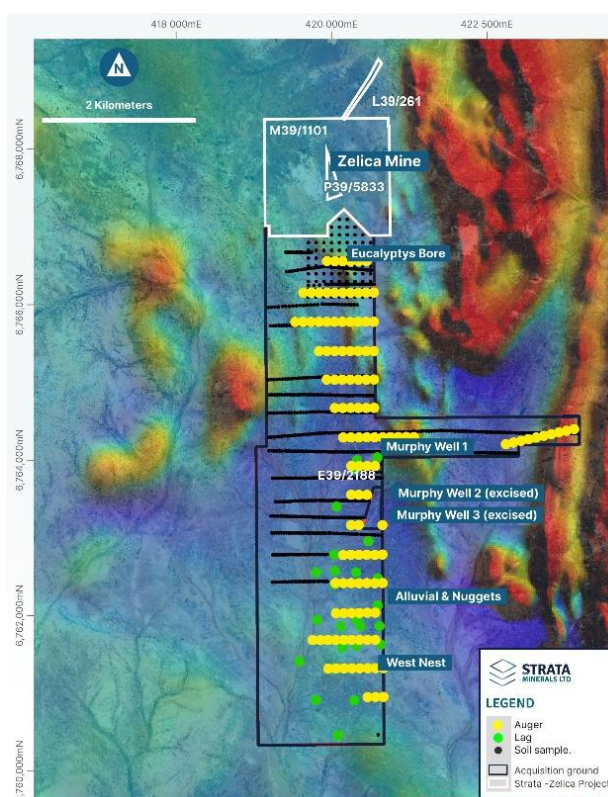 418 000mE
420 000mE
422 500mE
N
2 Kilometers
L39/261
M39/1101
Zelica Mine
P39/5833
Eucalyptys Bore
Murphy Well 1
E39/2188
Murphy Well 2 (excised)
Murphy Well 3 (excised)
Alluvial & Nuggets
West Nest
6,768,000mN
6,766,000mN
6,764,000mN
6,762,000mN
6,760,000mN
STRATA
MINERALS LTD
LEGEND
Auger
Lag
Soil sample.
Acquisition ground
Strata -Zelica Project